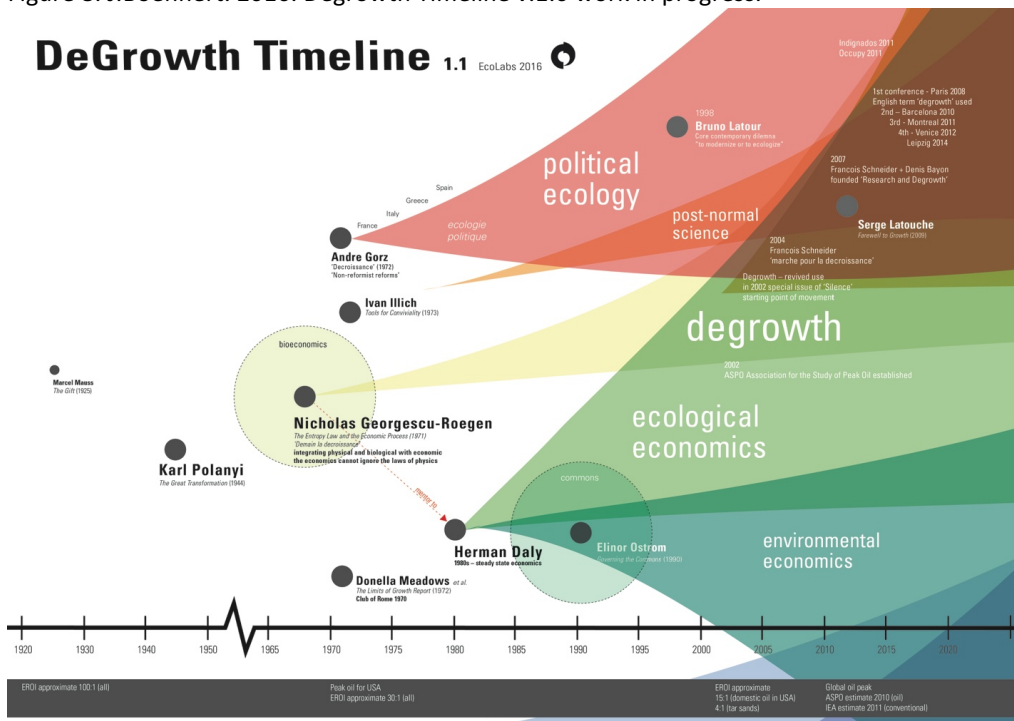 DeGrowth Timeline 1.1 EcoLabs 2016
Indignados 2011
Occupy 2011
1st conference - Paris 2008
English term 'degrowth' used
2nd – Barcelona 2010
3rd - Montreal 2011
4th - Venice 2012
Leipzig 2014
1998
Bruno Latour
Core contemporary dilemna
"to modernize or to ecologize"
political
ecology
2007
Francois Schneider + Denis Bayon
founded 'Research and Degrowth'
Spain
Greece
Italy
France
ecologie
politique
post-normal
science
Serge Latouche
Farewell to Growth (2009)
Andre Gorz
'Decroissance' (1972)
'Non-reformist reforms'
2004
Francois Schneider
'marche pour la decroissance'
Degrowth – revived use
in 2002 special issue of 'Silence'
starting point of movement
Ivan Illich
Tools for Conviviality (1973)
degrowth
bioeconomics
2002
ASPO Association for the Study of Peak Oil established
Marcel Mauss
The Gift (1925)
Nicholas Georgescu-Roegen
The Entropy Law and the Economic Process (1971)
'Demain la decroissance'
integrating physical and biological with economic
the economics cannot ignore the laws of physics
ecological
economics
Karl Polanyi
The Great Transformation (1944)
mentor of
commons
Herman Daly
1980s – steady state economics
Elinor Ostrom
Governing the Commons (1990)
environmental
economics
Donella Meadows et al.
The Limits of Growth Report (1972)
Club of Rome 1970
1920 1930 1940 1950 1965 1970 1975 1980 1985 1990 1995 2000 2005 2010 2015 2020
EROI approximate 100:1 (all)
Peak oil for USA
EROI approximate 30:1 (all)
EROI approximate
15:1 (domestic oil in USA)
4:1 (tar sands)
Global oil peak
ASPO estimate 2010 (oil)
IEA estimate 2011 (conventional)